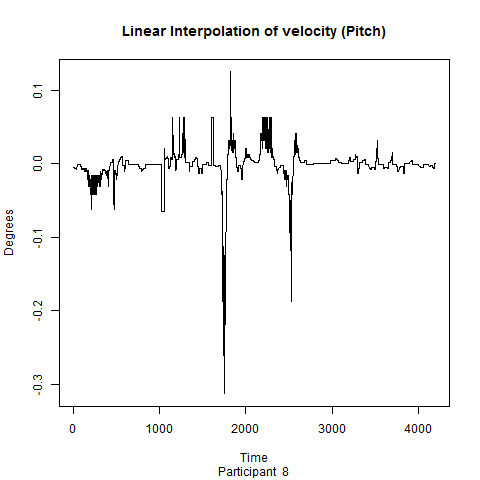 Linear Interpolation of velocity (Pitch)
Degrees
0.1
0.0
-0.1
-0.2
-0.3
0 1000 2000 3000 4000
Time
Participant 8